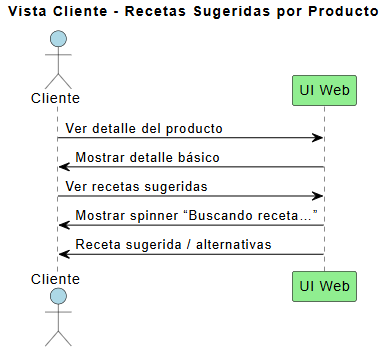 Vista Cliente - Recetas Sugeridas por Producto
Cliente
UI Web
Ver detalle del producto
Mostrar detalle básico
Ver recetas sugeridas
Mostrar spinner “Buscando receta...”
Receta sugerida / alternativas
Cliente
UI Web